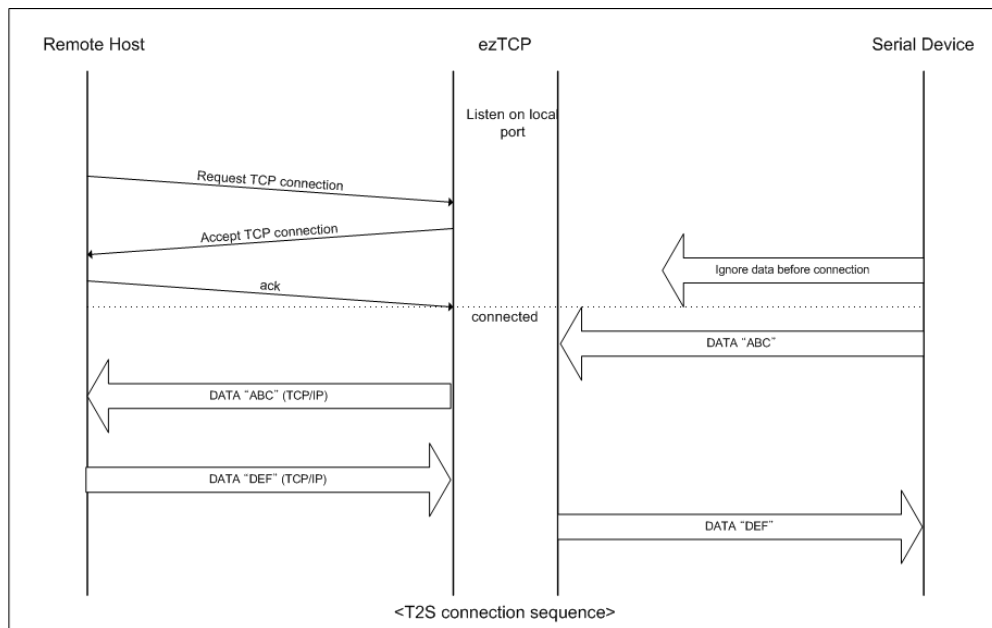 Remote Host
ezTCP
Serial Device
Listen on local
port
Request TCP connection
Accept TCP connection
Ignore data before connection
ack
connected
DATA “ABC”
DATA “ABC” (TCP/IP)
DATA “DEF” (TCP/IP)
DATA “DEF”
<T2S connection sequence>